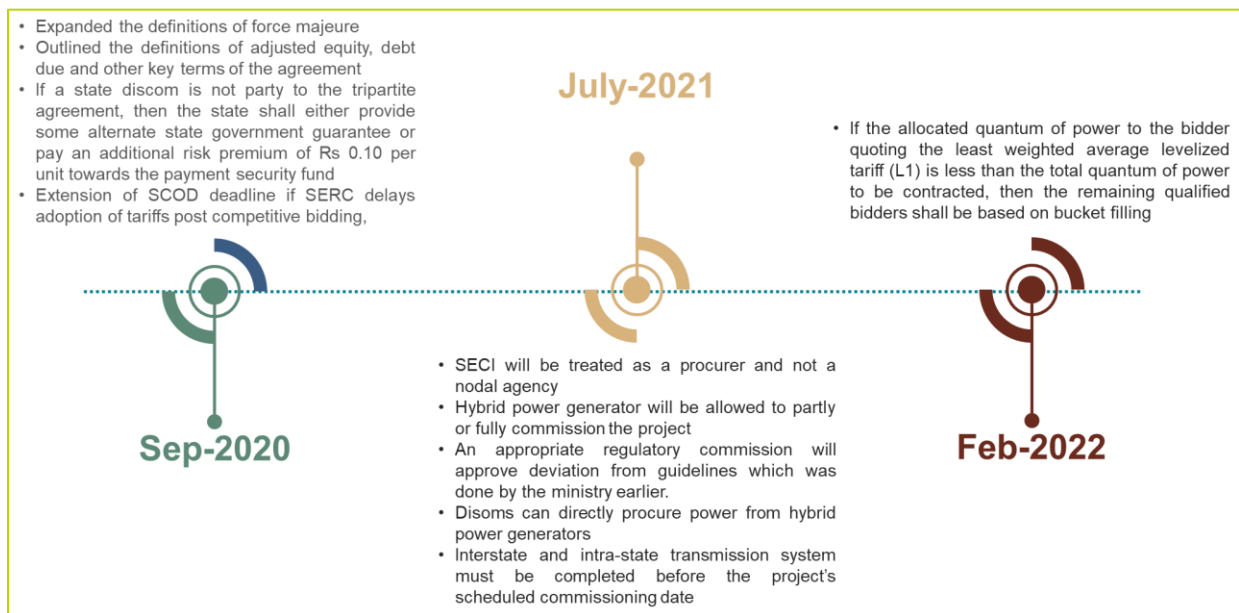 • Expanded the definitions of force majeure
• Outlined the definitions of adjusted equity, debt
due and other key terms of the agreement
• If a state discom is not party to the tripartite
agreement, then the state shall either provide
some alternate state government guarantee or
pay an additional risk premium of Rs 0.10 per
unit towards the payment security fund
• Extension of SCOD deadline if SERC delays
adoption of tariffs post competitive bidding,
Sep-2020
July-2021
• SECI will be treated as a procurer and not a
nodal agency
• Hybrid power generator will be allowed to partly
or fully commission the project
• An appropriate regulatory commission will
approve deviation from guidelines which was
done by the ministry earlier.
• Disoms can directly procure power from hybrid
power generators
• Interstate and intra-state transmission system
must be completed before the project's
scheduled commissioning date
• If the allocated quantum of power to the bidder
quoting the least weighted average levelized
tariff (L1) is less than the total quantum of power
to be contracted, then the remaining qualified
bidders shall be based on bucket filling
Feb-2022